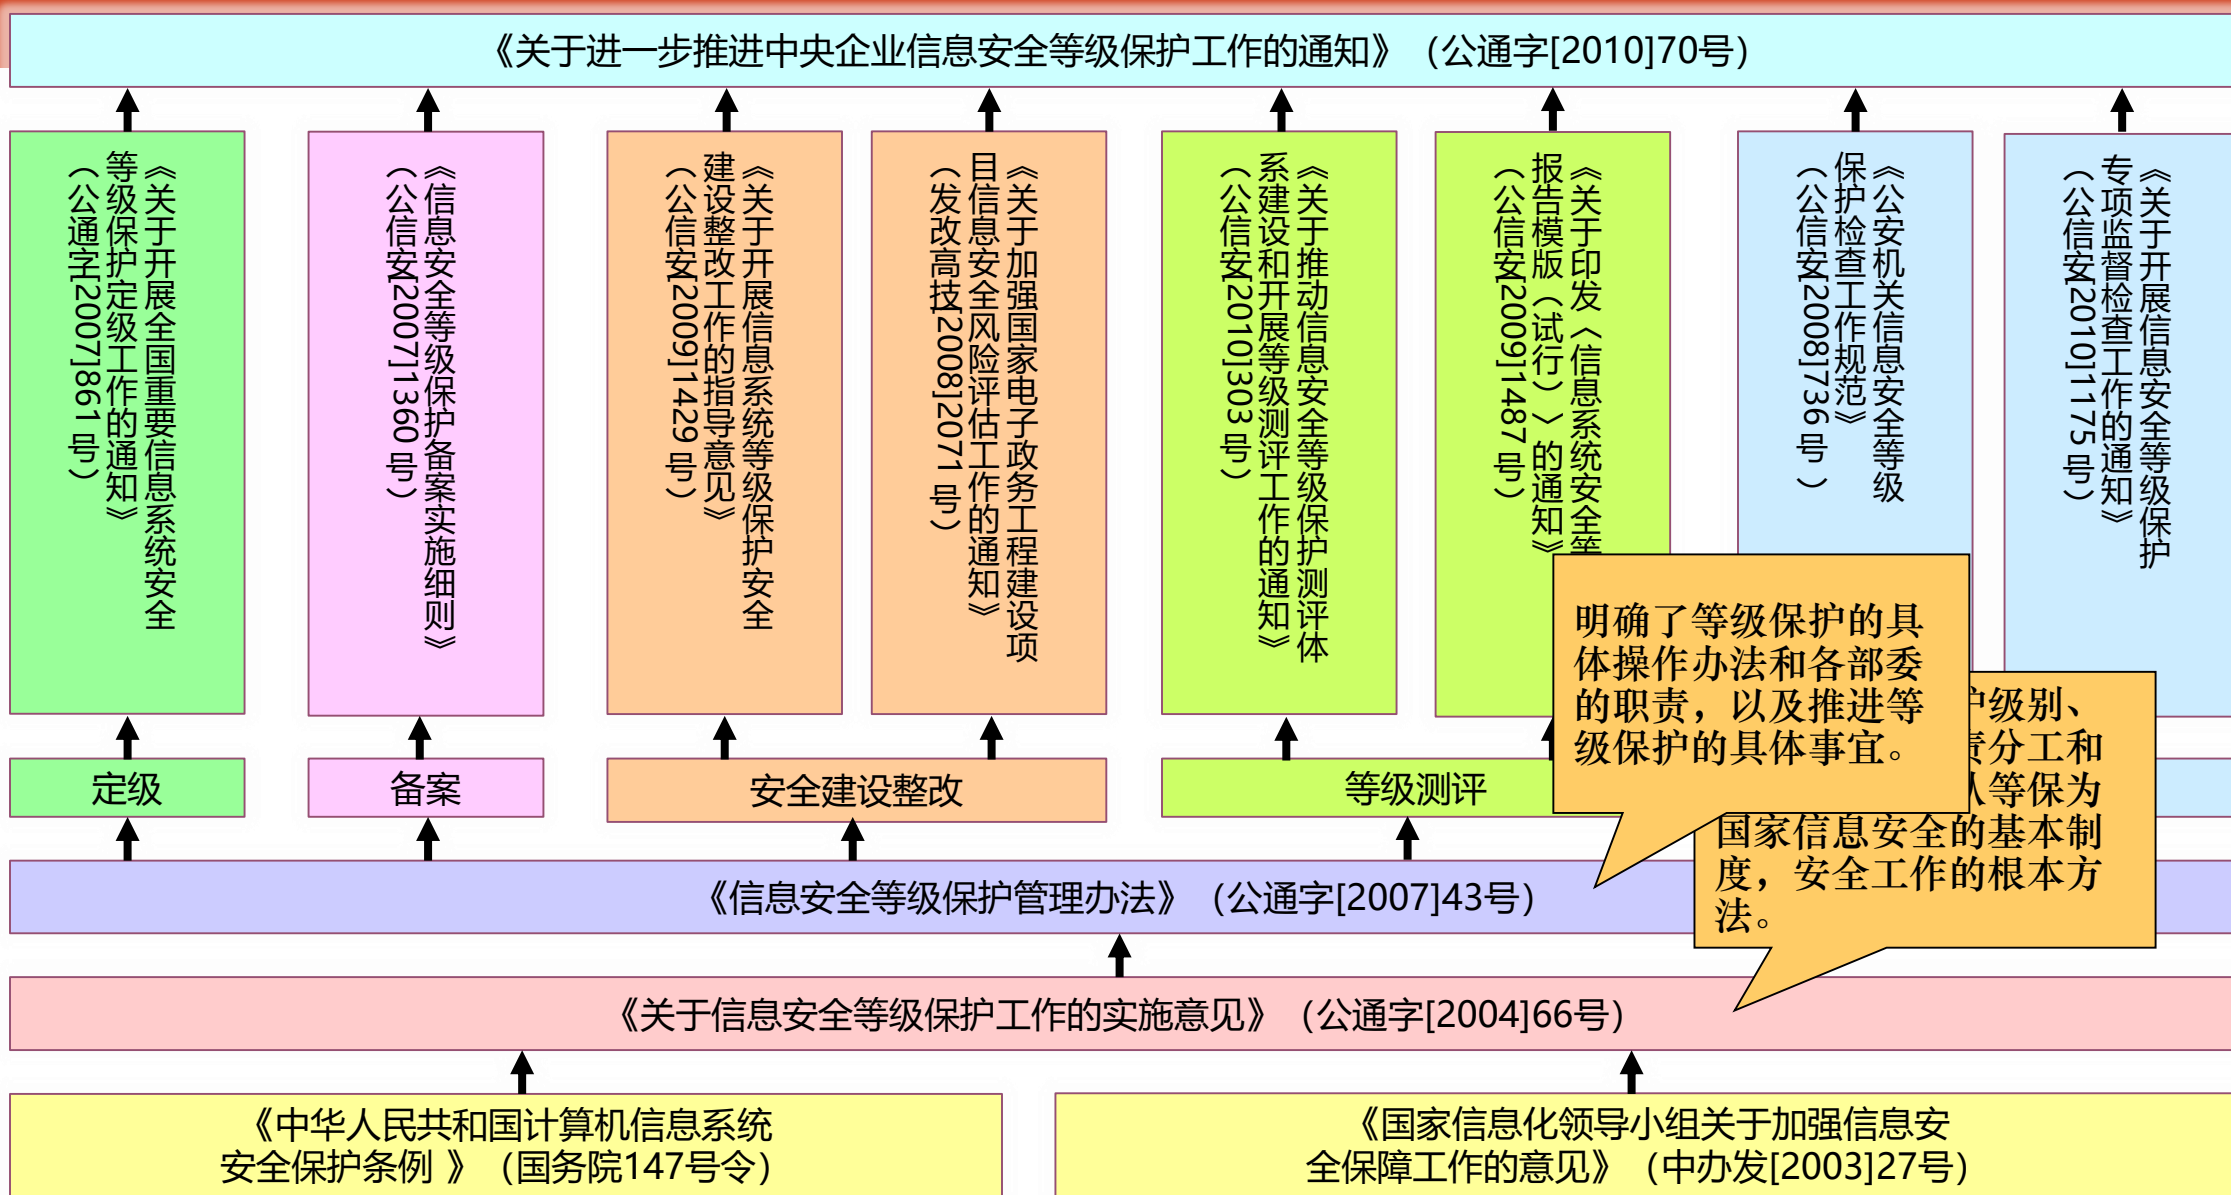 《关于进一步推进中央企业信息安全等级保护工作的通知》（公通字[2010]70号）
《关于开展全国重要信息系统安全
等级保护定级工作的通知》
（公通字[2007]861号）
《信息安全等级保护备案实施细则》
（公信安[2007]1360号）
《关于开展信息系统等级保护安全
建设整改工作的指导意见》
（公信安[2009]1429号）
《关于加强国家电子政务工程建设项
目信息安全风险评估工作的通知》
（发改高技[2008]2071号）
《关于推动信息安全等级保护测评体
系建设和开展等级测评工作的通知》
（公信安[2010]303号）
《关于印发〈信息系统安全等
报告模版（试行）〉的通知》
（公信安[2009]1487号）
《公安机关信息安全等级
保护检查工作规范》
（公信安[2008]736号）
《关于开展信息安全等级保护
专项监督检查工作的通知》
（公信安[2010]1175号）
明确了等级保护的具
体操作办法和各部委
的职责，以及推进等
级保护的具体事宜。
级别、
责分工和
等保为
国家信息安全的基本制
度，安全工作的根本方
法。
定级
备案
安全建设整改
等级测评
《信息安全等级保护管理办法》（公通字[2007]43号）
《关于信息安全等级保护工作的实施意见》（公通字[2004]66号）
《中华人民共和国计算机信息系统
安全保护条例 》（国务院147号令）
《国家信息化领导小组关于加强信息安
全保障工作的意见》（中办发[2003]27号）